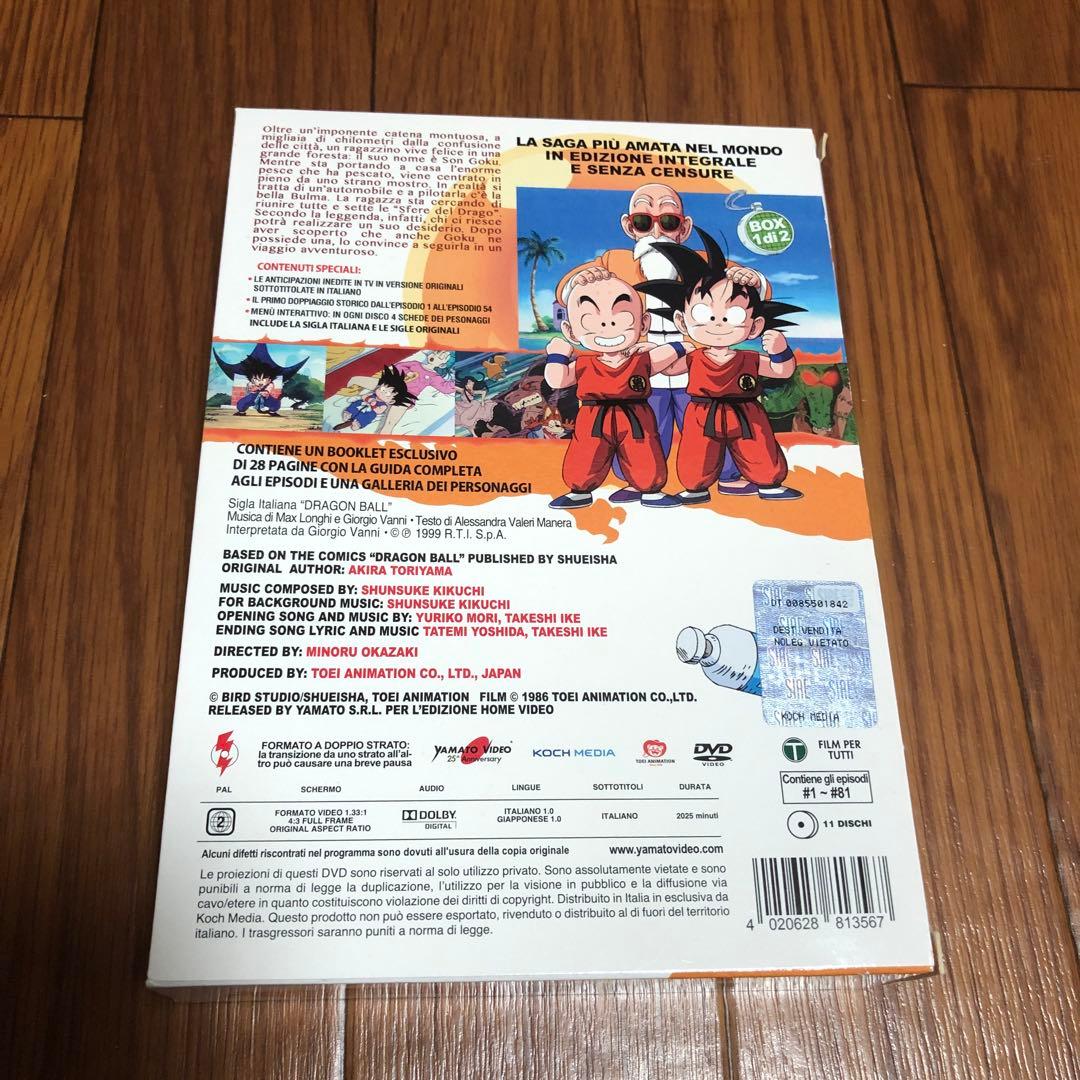 Oltre un'imponente catena montuosa, a
migliaia di chilometri dalla confusione
delle città, un ragazzino vive felice in una
grande foresta: il suo nome è Son Goku.
Mentre sta portando a casa l'enorme
pesce che ha pescato, viene centrato in
pieno da uno strano mostro. In realtà si
tratta di un'automobile e a pilotarla c'è la
bella Bulma. La ragazza sta cercando di
riunire tutte e sette le "Sfere del Drago".
Secondo la leggenda, infatti, chi ci riesce
potrà realizzare un suo desiderio. Dopo
aver scoperto che anche Goku ne
possiede una, lo convince a seguirla in un
viaggio avventuroso.
LA SAGA PIÙ AMATA NEL MONDO
IN EDIZIONE INTEGRALE
E SENZA CENSURE
BOX
1 di 2
CONTENUTI SPECIALI:
• LE ANTICIPAZIONI INEDITE IN TV IN VERSIONE ORIGINALI
SOTTOTITOLATE IN ITALIANO
• IL PRIMO DOPPIAGGIO STORICO DALL'EPISODIO 1 ALL'EPISODIO 54
• MENÙ INTERATTIVO: IN OGNI DISCO 4 SCHEDE DEI PESONAGGI
INCLUDE LA SIGLA ITALIANA E LE SIGLE ORIGINALI
CONTIENE UN BOOKLET ESCLUSIVO
DI 28 PAGINE CON LA GUIDA COMPLETA
AGLI EPISODI E UNA GALLERIA DEI PERSONAGGI
Sigla Italiana "DRAGON BALL"
Musica di Max Longhi e Giorgio Vanni • Testo di Alessandra Valeri Manera
Interpretata da Giorgio Vanni • © ℗ 1999 R.T.I. S.p.A.
BASED ON THE COMICS "DRAGON BALL" PUBLISHED BY SHUEISHA
ORIGINAL AUTHOR: AKIRA TORIYAMA
MUSIC COMPOSED BY: SHUNSUKE KIKUCHI
FOR BACKGROUND MUSIC: SHUNSUKE KIKUCHI
OPENING SONG AND MUSIC BY: YURIKO MORI, TAKESHI IKE
ENDING SONG LYRIC AND MUSIC TATEMI YOSHIDA, TAKESHI IKE
DIRECTED BY: MINORU OKAZAKI
PRODUCED BY: TOEI ANIMATION CO., LTD., JAPAN
© BIRD STUDIO/SHUEISHA, TOEI ANIMATION FILM © 1986 TOEI ANIMATION CO.,LTD.
RELEASED BY YAMATO S.R.L. PER L'EDIZIONE HOME VIDEO
DT 0085501842
DEST VENDITA
NOLEG VIETATO
SIAE SIAE
KOCH MEDIA
FORMATO A DOPPIO STRATO:
la transizione da uno strato all'al-
tro può causare una breve pausa
YAMATO VIDEO
25th Anniversary
KOCH MEDIA
TOEI ANIMATION
DVD
VIDEO
T
FILM PER
TUTTI
PAL SCHERMO AUDIO LINGUE SOTTOTITOLI DURATA
2
FORMATO VIDEO 1.33:1
4:3 FULL FRAME
ORIGINAL ASPECT RATIO
DOLBY
DIGITAL
ITALIANO 1.0
GIAPPONESE 1.0
ITALIANO
2025 minuti
Contiene gli episodi
#1 ~ #81
11 DISCHI
Alcuni difetti riscontrati nel programma sono dovuti all'usura della copia originale
www.yamatovideo.com
Le proiezioni di questi DVD sono riservati al solo utilizzo privato. Sono assolutamente vietate e sono
punibili a norma di legge la duplicazione, l'utilizzo per la visione in pubblico e la diffusione via
cavo/etere in quanto costituiscono violazione dei diritti di copyright. Distribuito in Italia in esclusiva da
Koch Media. Questo prodotto non può essere esportato, rivenduto o distribuito al di fuori del territorio
italiano. I trasgressori saranno puniti a norma di legge.
4 020628 813567